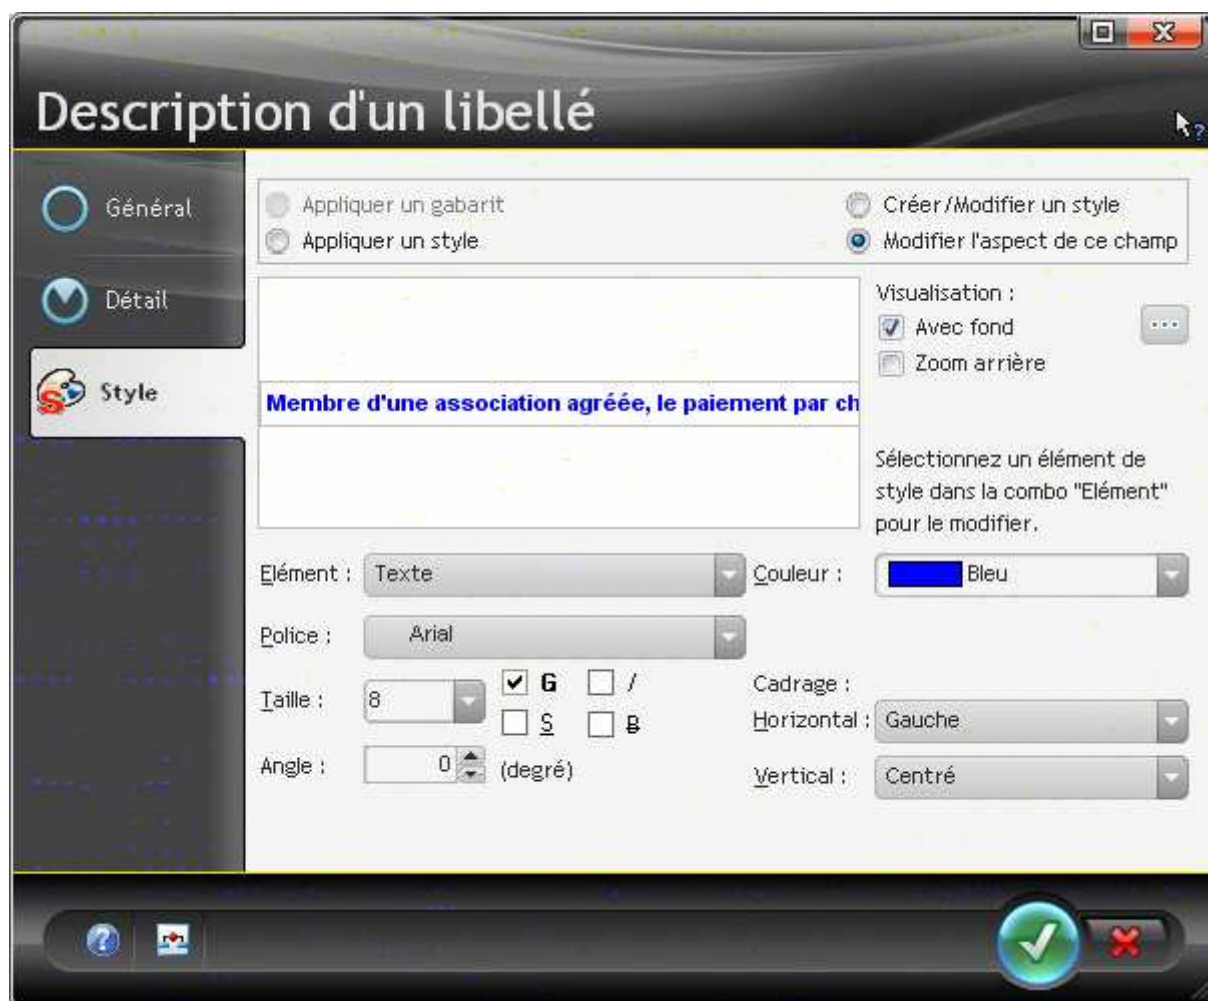 Description d'un libellé
Général
Détail
Style
Appliquer un gabarit
Appliquer un style
Créer/Modifier un style
Modifier l'aspect de ce champ
Membre d'une association agréée, le paiement par ch
Visualisation :
Avec fond
Zoom arrière
Sélectionnez un élément de
style dans la combo "Elément"
pour le modifier.
Elément : Texte
Couleur : Bleu
Police : Arial
Taille : 8
G
I
S
B
Angle : 0 (degré)
Cadrage :
Horizontal : Gauche
Vertical : Centré